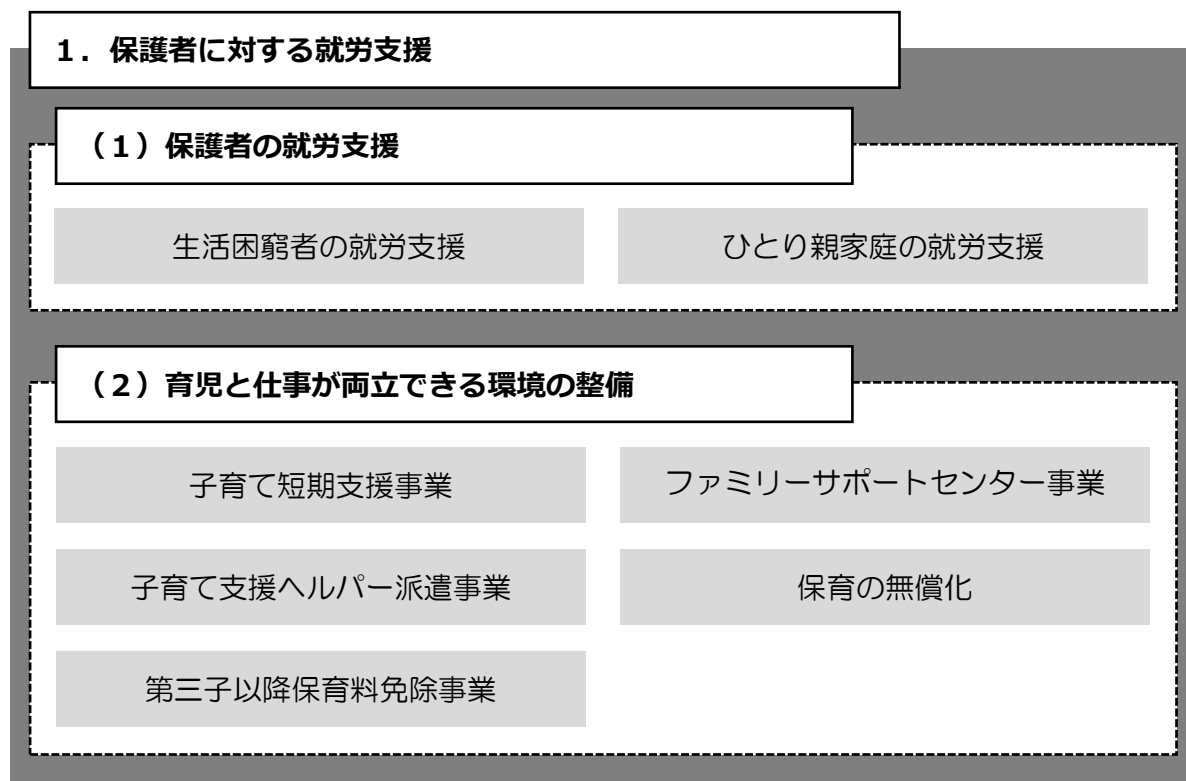 １．保護者に対する就労支援
（１）保護者の就労支援
生活困窮者の就労支援
ひとり親家庭の就労支援
（２）育児と仕事が両立できる環境の整備
子育て短期支援事業
ファミリーサポートセンター事業
子育て支援ヘルパー派遣事業
保育の無償化
第三子以降保育料免除事業